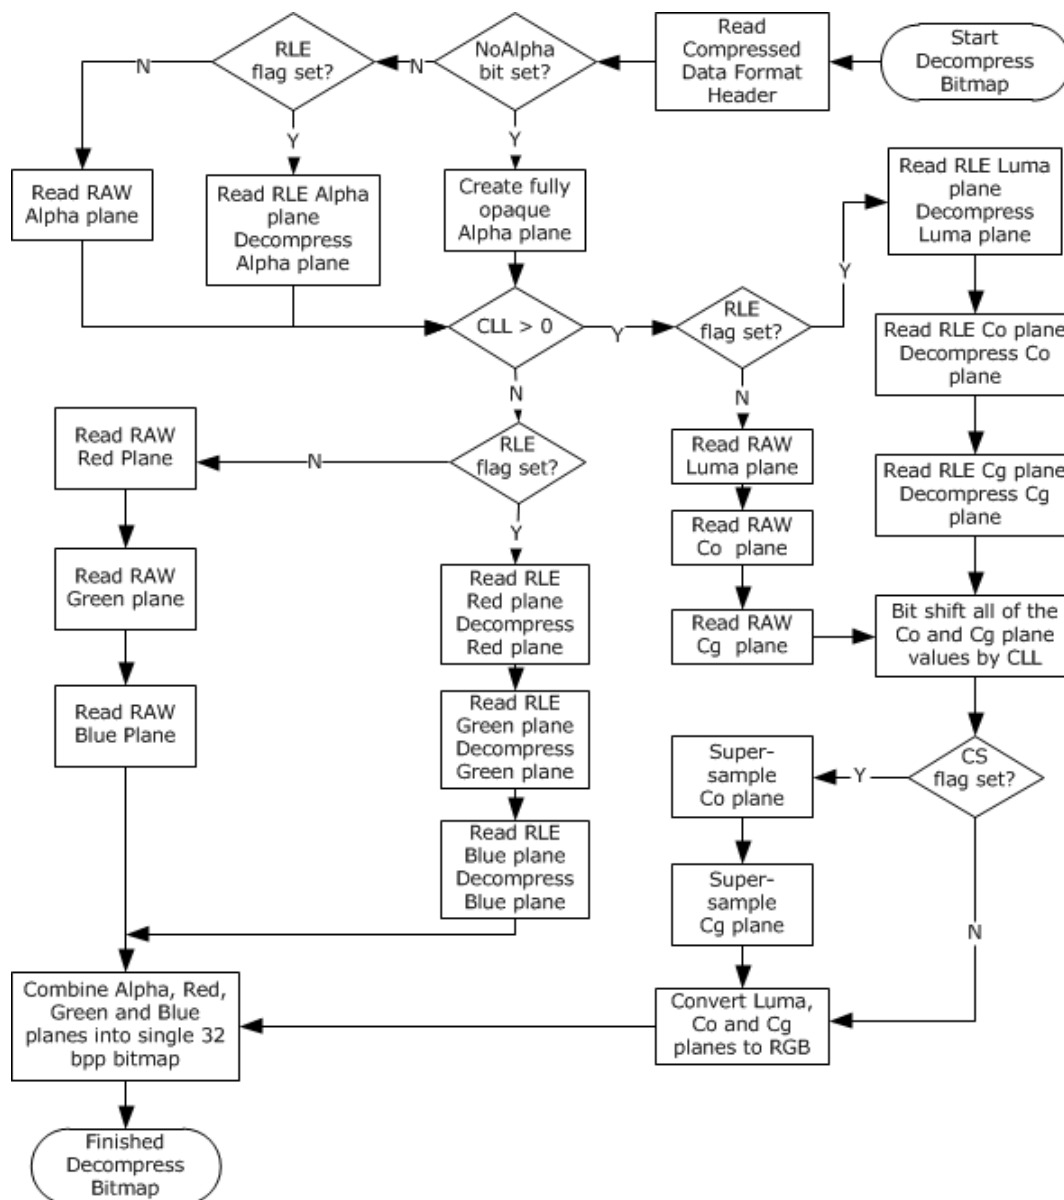 Start
Decompress
Bitmap
Read
Compressed
Data Format
Header
NoAlpha
bit set?
N
Y
RLE
flag set?
N
Y
Read RAW
Alpha plane
Read RLE Alpha
plane
Decompress
Alpha plane
Create fully
opaque
Alpha plane
CLL > 0
Y
N
RLE
flag set?
Y
N
Read RLE Luma
plane
Decompress
Luma plane
Read RLE Co plane
Decompress Co
plane
Read RLE Cg plane
Decompress Cg
plane
Read RAW
Luma plane
Read RAW
Co plane
Read RAW
Cg plane
Bit shift all of the
Co and Cg plane
values by CLL
CS
flag set?
Y
N
Super-
sample
Co plane
Super-
sample
Cg plane
Convert Luma,
Co and Cg
planes to RGB
RLE
flag set?
N
Y
Read RAW
Red Plane
Read RAW
Green plane
Read RAW
Blue Plane
Read RLE
Red plane
Decompress
Red plane
Read RLE
Green plane
Decompress
Green plane
Read RLE
Blue plane
Decompress
Blue plane
Combine Alpha, Red,
Green and Blue
planes into single 32
bpp bitmap
Finished
Decompress
Bitmap